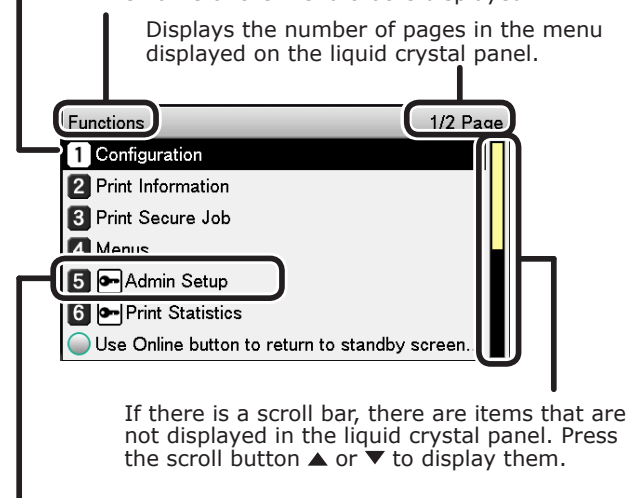 Displays the number of pages in the menu
displayed on the liquid crystal panel.
Functions 1/2 Page
1 Configuration
2 Print Information
3 Print Secure Job
4 Menus
5 Admin Setup
6 Print Statistics
Use Online button to return to standby screen.
If there is a scroll bar, there are items that are
not displayed in the liquid crystal panel. Press
the scroll button ▲ or ▼ to display them.